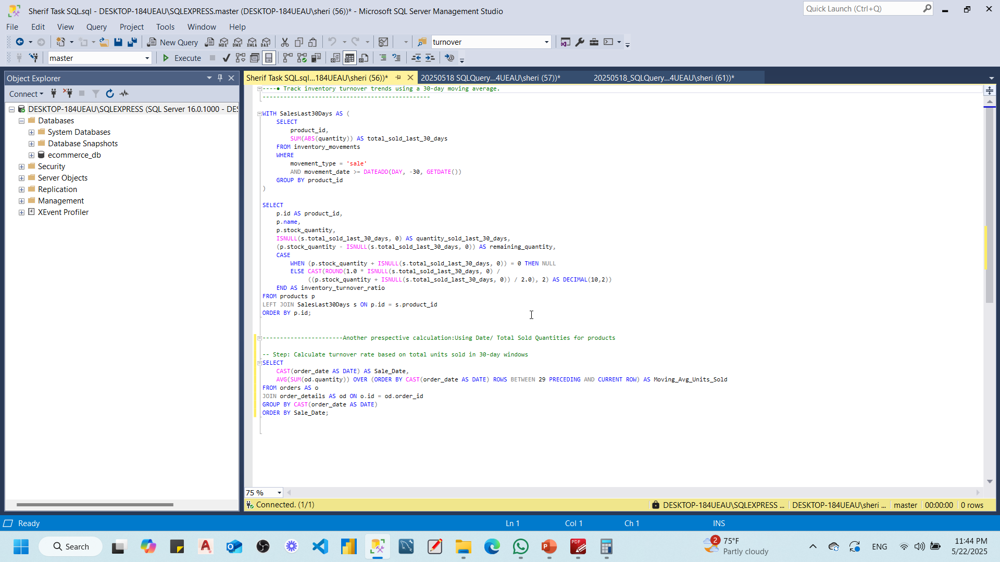 Sherif Task SQL.sql - DESKTOP-184UEAU\SQLEXPRESS.master (DESKTOP-184UEAU\sheri (56))* - Microsoft SQL Server Management Studio
Quick Launch (Ctrl+Q)
File Edit View Query Project Tools Window Help
New Query MDX DMX XMLA DAX turnover
master Execute
Object Explorer
Connect
DESKTOP-184UEAU\SQLEXPRESS (SQL Server 16.0.1000 - DES
Databases
System Databases
Database Snapshots
ecommerce_db
Security
Server Objects
Replication
Management
XEvent Profiler
Sherif Task SQL.sql...184UEAU\sheri (56))* 20250518 SQLQuery...4UEAU\sheri (57))* 20250518_SQLQuery...4UEAU\sheri (61))*
----● Track inventory turnover trends using a 30-day moving average.
------------------------------------------------
WITH SalesLast30Days AS (
SELECT
product_id,
SUM(ABS(quantity)) AS total_sold_last_30_days
FROM inventory_movements
WHERE
movement_type = 'sale'
AND movement_date >= DATEADD(DAY, -30, GETDATE())
GROUP BY product_id
)
SELECT
p.id AS product_id,
p.name,
p.stock_quantity,
ISNULL(s.total_sold_last_30_days, 0) AS quantity_sold_last_30_days,
(p.stock_quantity - ISNULL(s.total_sold_last_30_days, 0)) AS remaining_quantity,
CASE
WHEN (p.stock_quantity + ISNULL(s.total_sold_last_30_days, 0)) = 0 THEN NULL
ELSE CAST(ROUND(1.0 * ISNULL(s.total_sold_last_30_days, 0) /
((p.stock_quantity + ISNULL(s.total_sold_last_30_days, 0)) / 2.0), 2) AS DECIMAL(10,2))
END AS inventory_turnover_ratio
FROM products p
LEFT JOIN SalesLast30Days s ON p.id = s.product_id
ORDER BY p.id;
-----------------------Another prespective calculation:Using Date/ Total Sold Quantities for products
-- Step: Calculate turnover rate based on total units sold in 30-day windows
SELECT
CAST(order_date AS DATE) AS Sale_Date,
AVG(SUM(od.quantity)) OVER (ORDER BY CAST(order_date AS DATE) ROWS BETWEEN 29 PRECEDING AND CURRENT ROW) AS Moving_Avg_Units_Sold
FROM orders AS o
JOIN order_details AS od ON o.id = od.order_id
GROUP BY CAST(order_date AS DATE)
ORDER BY Sale_Date;
75 %
Connected. (1/1) DESKTOP-184UEAU\SQLEXPRESS ... DESKTOP-184UEAU\sheri ... master 00:00:00 0 rows
Ready Ln 1 Col 1 Ch 1 INS
Search
2 75°F
Partly cloudy
ENG
11:44 PM
5/22/2025